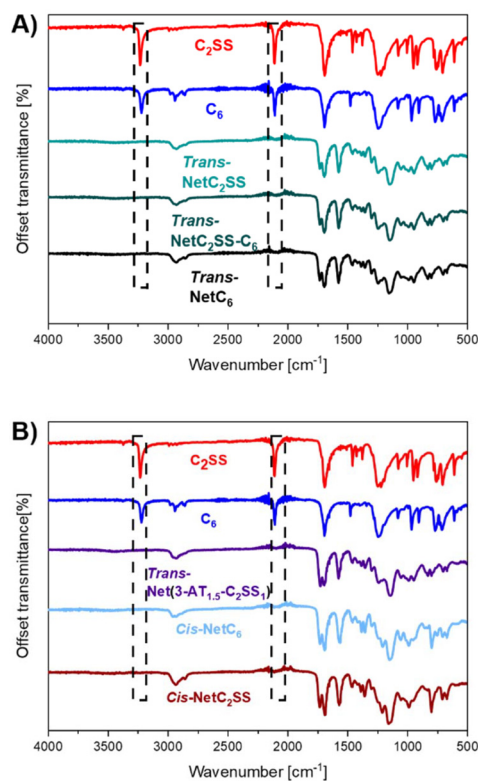 A)
C₂SS
C₆
Trans-
NetC₂SS
Trans-
NetC₂SS-C₆
Trans-
NetC₆
Offset transmittance [%]
4000 3500 3000 2500 2000 1500 1000 500
Wavenumber [cm⁻¹]
B)
C₂SS
C₆
Trans-
Net(3-AT₁.₅-C₂SS₁)
Cis-NetC₆
Cis-NetC₂SS
Offset transmittance[%]
4000 3500 3000 2500 2000 1500 1000 500
Wavenumber [cm⁻¹]